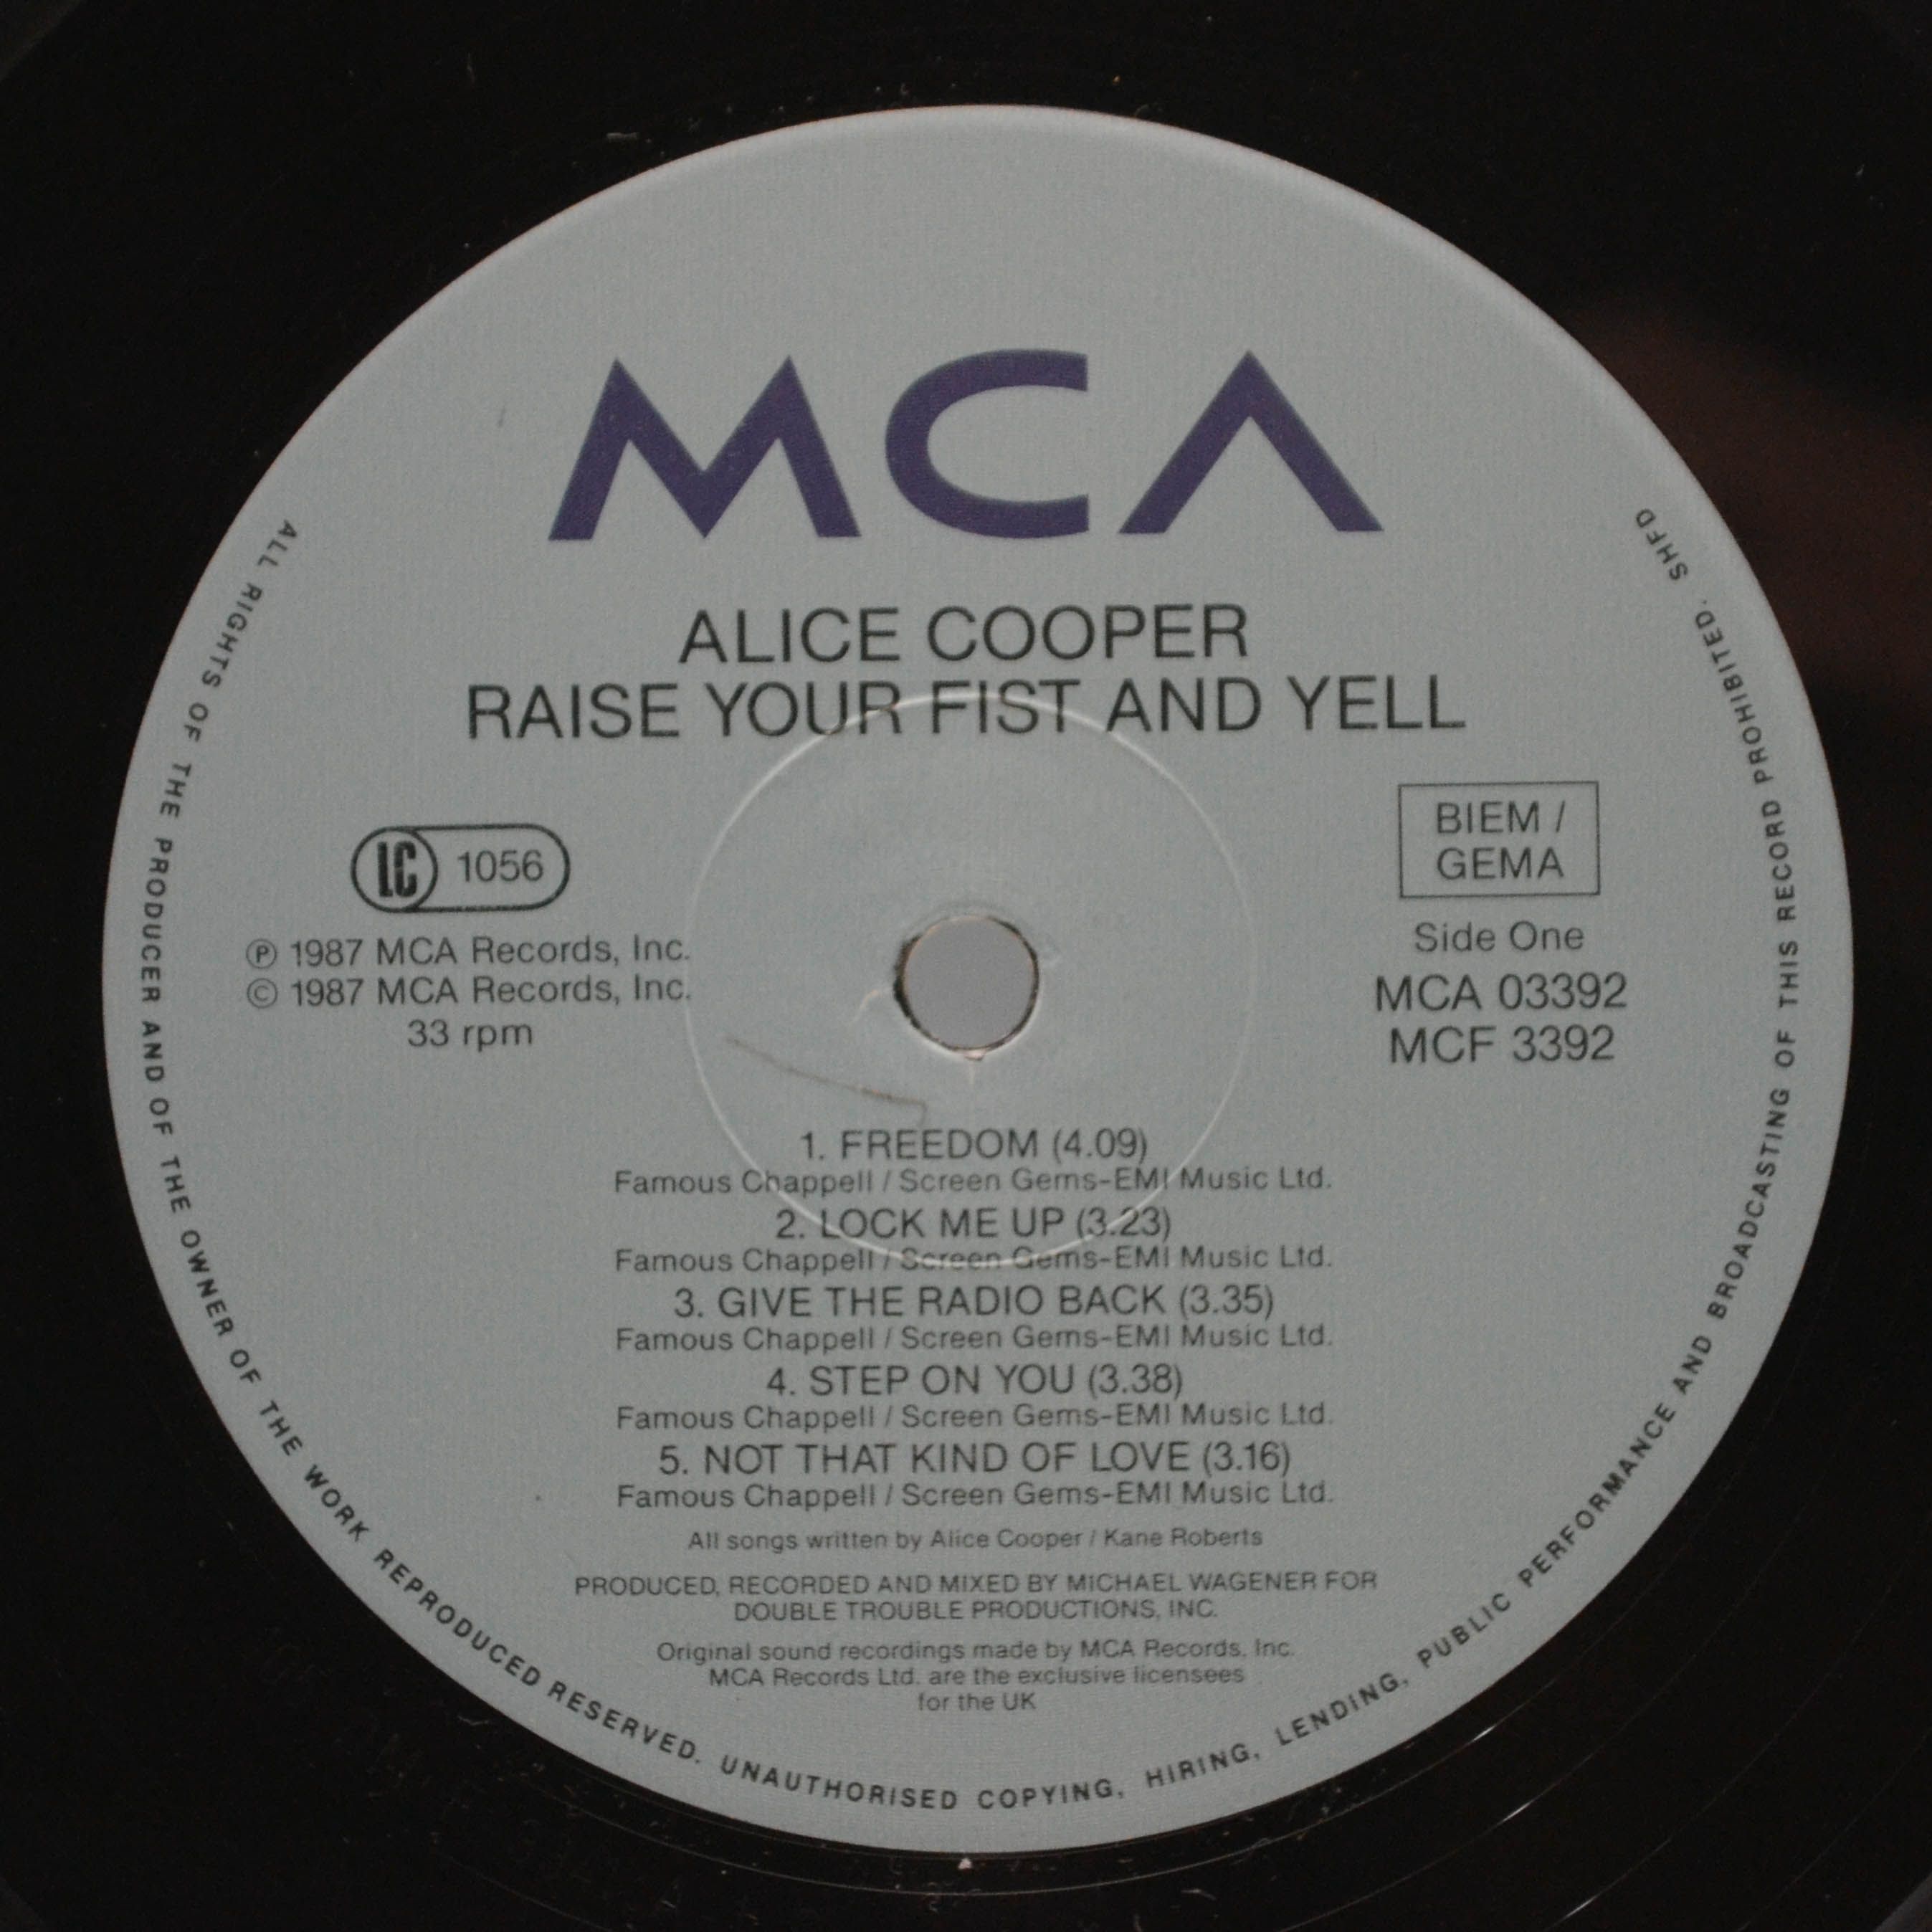 MCA
ALICE COOPER
RAISE YOUR FIST AND YELL
LC 1056
℗ 1987 MCA Records, Inc.
© 1987 MCA Records, Inc.
33 rpm
BIEM /
GEMA
Side One
MCA 03392
MCF 3392
1. FREEDOM (4.09)
Famous Chappell / Screen Gems-EMI Music Ltd.
2. LOCK ME UP (3.23)
Famous Chappell / Screen Gems-EMI Music Ltd.
3. GIVE THE RADIO BACK (3.35)
Famous Chappell / Screen Gems-EMI Music Ltd.
4. STEP ON YOU (3.38)
Famous Chappell / Screen Gems-EMI Music Ltd.
5. NOT THAT KIND OF LOVE (3.16)
Famous Chappell / Screen Gems-EMI Music Ltd.
All songs written by Alice Cooper / Kane Roberts
PRODUCED, RECORDED AND MIXED BY MICHAEL WAGENER FOR
DOUBLE TROUBLE PRODUCTIONS, INC.
Original sound recordings made by MCA Records, Inc.
MCA Records Ltd. are the exclusive licensees
for the UK
ALL RIGHTS OF THE PRODUCER AND OF THE OWNER OF THE WORK REPRODUCED RESERVED. UNAUTHORISED COPYING, HIRING, LENDING, PUBLIC PERFORMANCE AND BROADCASTING OF THIS RECORD PROHIBITED. SHFD